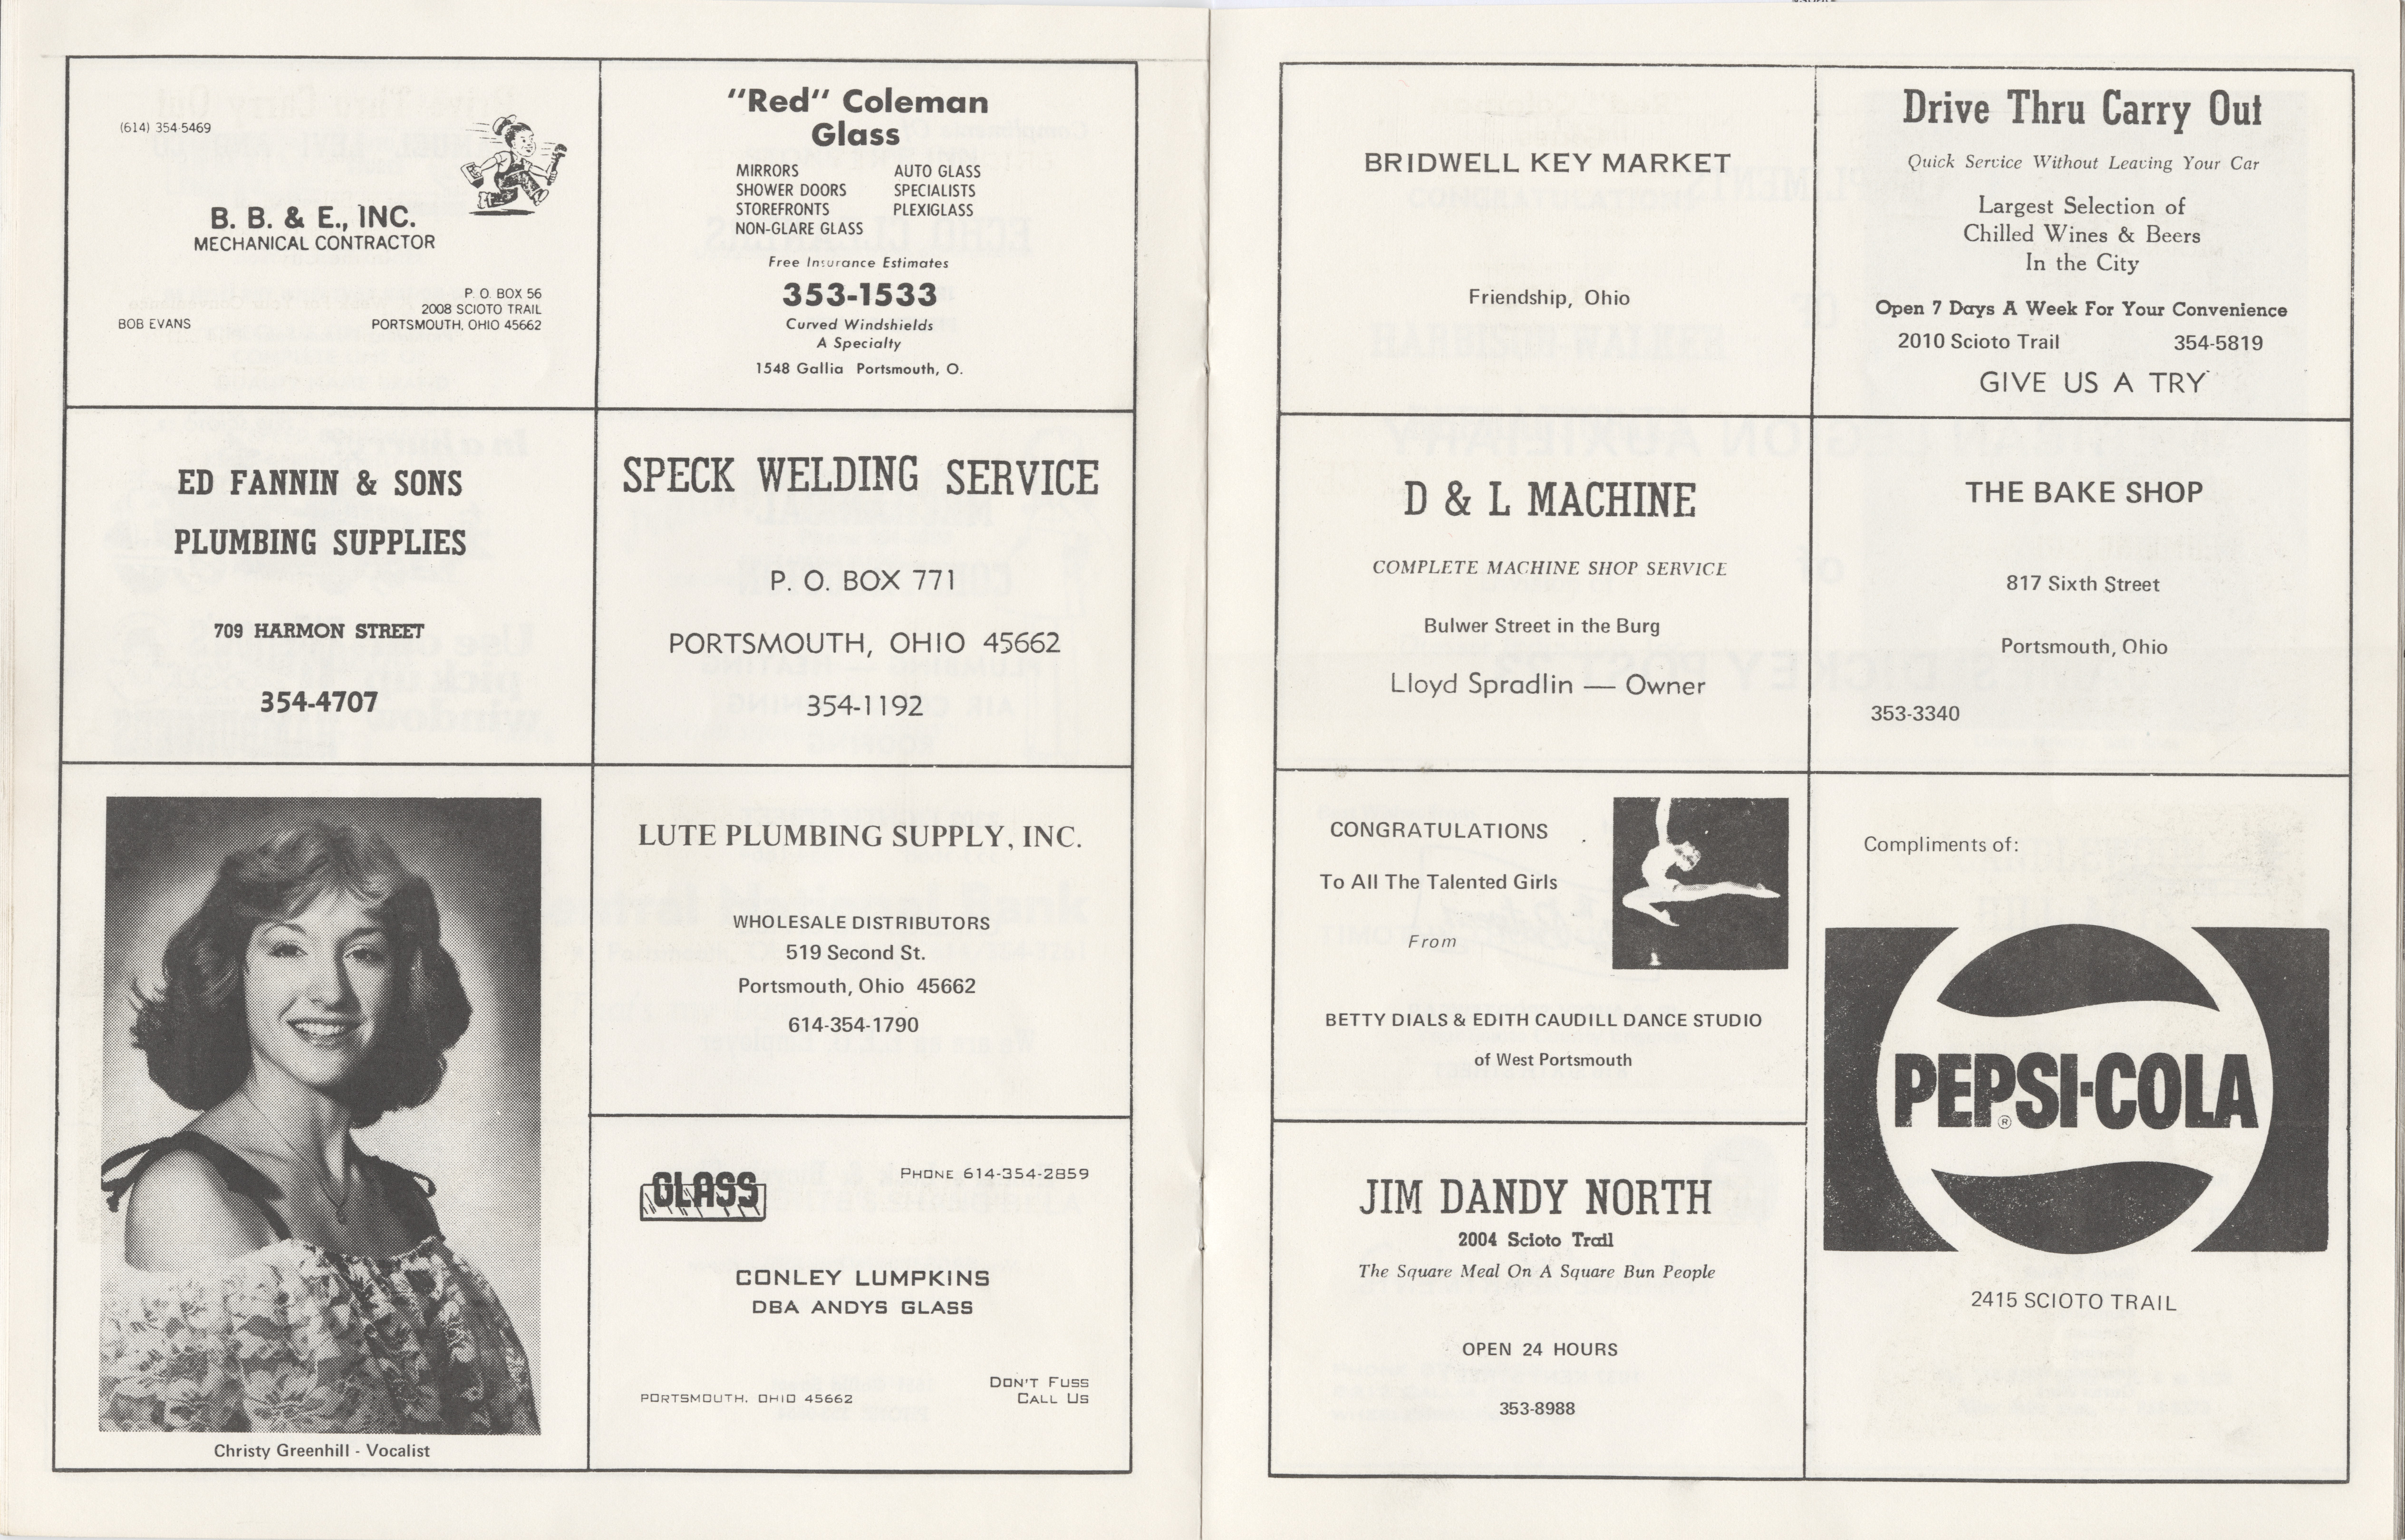 (614) 354-5469
B. B. & E., INC.
MECHANICAL CONTRACTOR
P. O. BOX 56
2008 SCIOTO TRAIL
BOB EVANS
PORTSMOUTH, OHIO 45662
"Red" Coleman
Glass
MIRRORS AUTO GLASS
SHOWER DOORS SPECIALISTS
STOREFRONTS PLEXIGLASS
NON-GLARE GLASS
Free Insurance Estimates
353-1533
Curved Windshields
A Specialty
1548 Gallia Portsmouth, O.
ED FANNIN & SONS
PLUMBING SUPPLIES
709 HARMON STREET
354-4707
SPECK WELDING SERVICE
P. O. BOX 771
PORTSMOUTH, OHIO 45662
354-1192
Christy Greenhill - Vocalist
LUTE PLUMBING SUPPLY, INC.
WHOLESALE DISTRIBUTORS
519 Second St.
Portsmouth, Ohio 45662
614-354-1790
GLASS
PHONE 614-354-2859
CONLEY LUMPKINS
DBA ANDYS GLASS
DON'T FUSS
PORTSMOUTH, OHIO 45662
CALL US
BRIDWELL KEY MARKET
Friendship, Ohio
Drive Thru Carry Out
Quick Service Without Leaving Your Car
Largest Selection of
Chilled Wines & Beers
In the City
Open 7 Days A Week For Your Convenience
2010 Scioto Trail 354-5819
GIVE US A TRY
D & L MACHINE
COMPLETE MACHINE SHOP SERVICE
Bulwer Street in the Burg
Lloyd Spradlin — Owner
THE BAKE SHOP
817 Sixth Street
Portsmouth, Ohio
353-3340
CONGRATULATIONS
To All The Talented Girls
From
BETTY DIALS & EDITH CAUDILL DANCE STUDIO
of West Portsmouth
JIM DANDY NORTH
2004 Scioto Trail
The Square Meal On A Square Bun People
OPEN 24 HOURS
353-8988
Compliments of:
PEPSI-COLA
®
2415 SCIOTO TRAIL